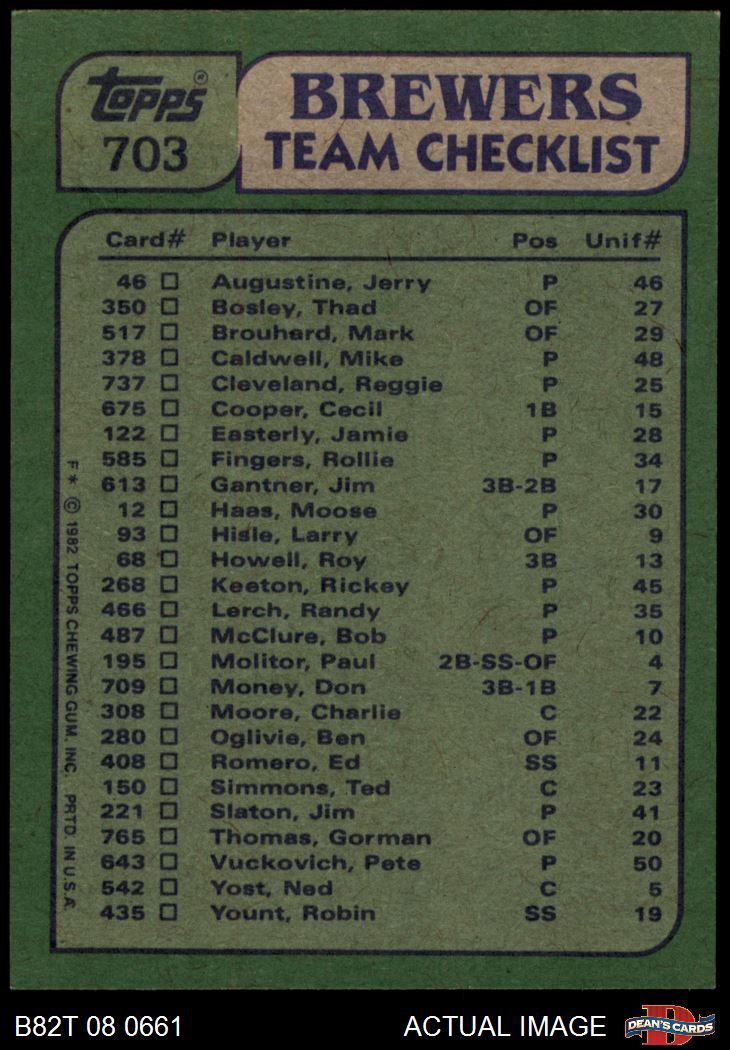 Topps®
703
BREWERS
TEAM CHECKLIST
Card# Player Pos Unif#
46 □ Augustine, Jerry P 46
350 □ Bosley, Thad OF 27
517 □ Brouhard, Mark OF 29
378 □ Caldwell, Mike P 48
737 □ Cleveland, Reggie P 25
675 □ Cooper, Cecil 1B 15
122 □ Easterly, Jamie P 28
585 □ Fingers, Rollie P 34
613 □ Gantner, Jim 3B-2B 17
12 □ Haas, Moose P 30
93 □ Hisle, Larry OF 9
68 □ Howell, Roy 3B 13
268 □ Keeton, Rickey P 45
466 □ Lerch, Randy P 35
487 □ McClure, Bob P 10
195 □ Molitor, Paul 2B-SS-OF 4
709 □ Money, Don 3B-1B 7
308 □ Moore, Charlie C 22
280 □ Oglivie, Ben OF 24
408 □ Romero, Ed SS 11
150 □ Simmons, Ted C 23
221 □ Slaton, Jim P 41
765 □ Thomas, Gorman OF 20
643 □ Vuckovich, Pete P 50
542 □ Yost, Ned C 5
435 □ Yount, Robin SS 19
F* © 1982 TOPPS CHEWING GUM, INC. PRTD. IN U.S.A.
B82T 08 0661 ACTUAL IMAGE
D
DEAN'S CARDS